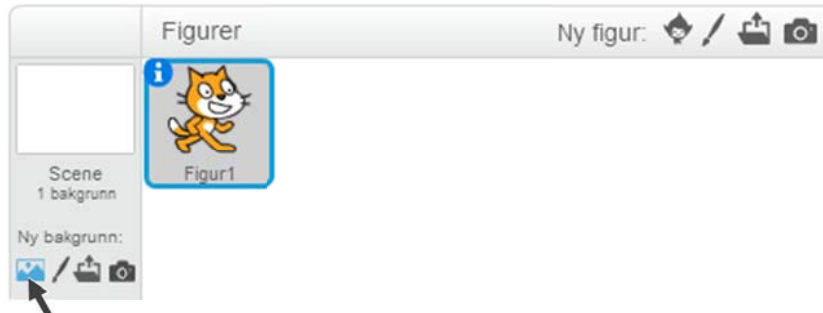 Figurer
Ny figur:
Scene
1 bakgrunn
Figur1
Ny bakgrunn: